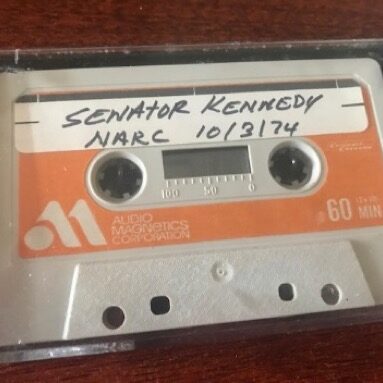 SENATOR KENNEDY
NARC 10/3/74
100 50 0
AUDIO
MAGNETICS
CORPORATION
60
MIN